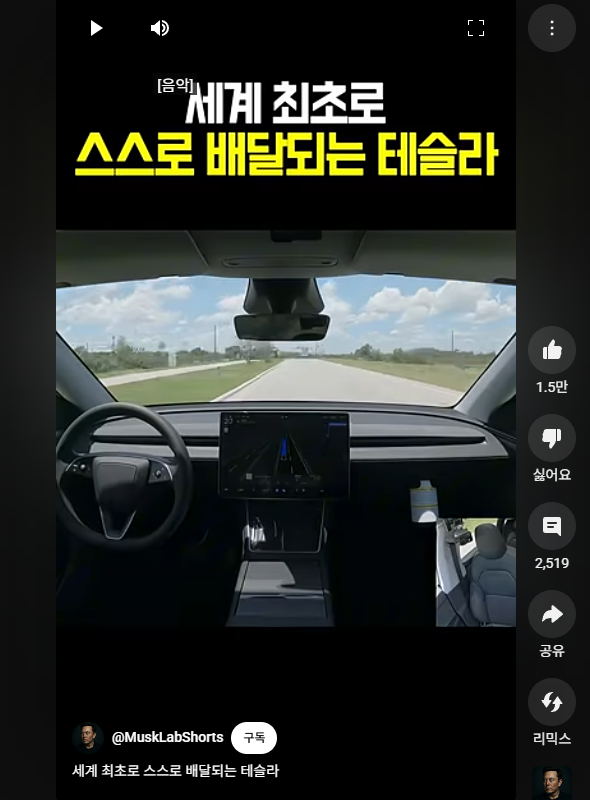 [음악]
세계 최초로
스스로 배달되는 테슬라
20
1.5만
싫어요
2,519
공유
리믹스
@MuskLabShorts
구독
세계 최초로 스스로 배달되는 테슬라